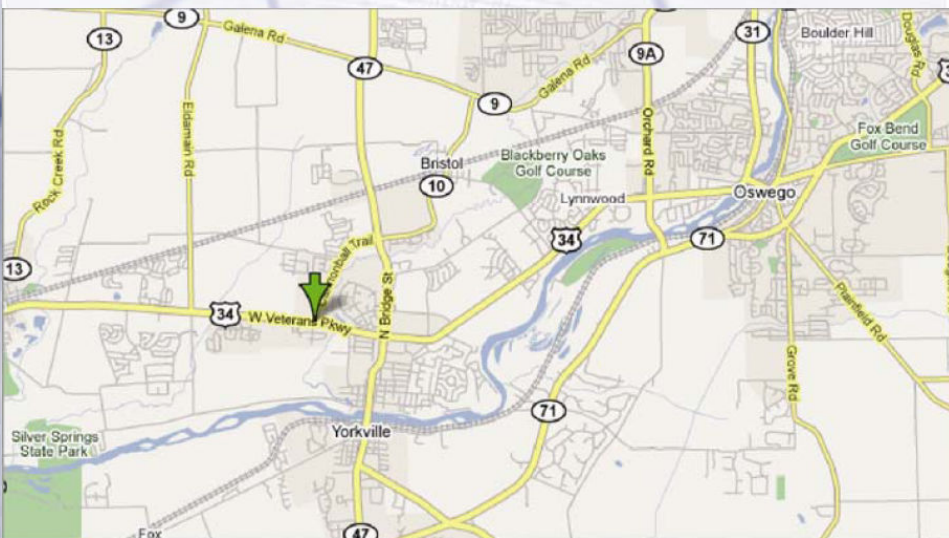 9
13
Galena Rd
47
9A
31
Boulder Hill
Douglas Rd
3
Galena Rd
9
Eldamain Rd
Orchard Rd
Fox Bend
Golf Course
Rock Creek Rd
Bristol
10
Blackberry Oaks
Golf Course
Lynnwood
Oswego
34
71
Cannonball Trail
13
N Bridge St
34
W Veterans Pkwy
Plainfield Rd
Grove Rd
71
Yorkville
Silver Springs
State Park
Fox
47